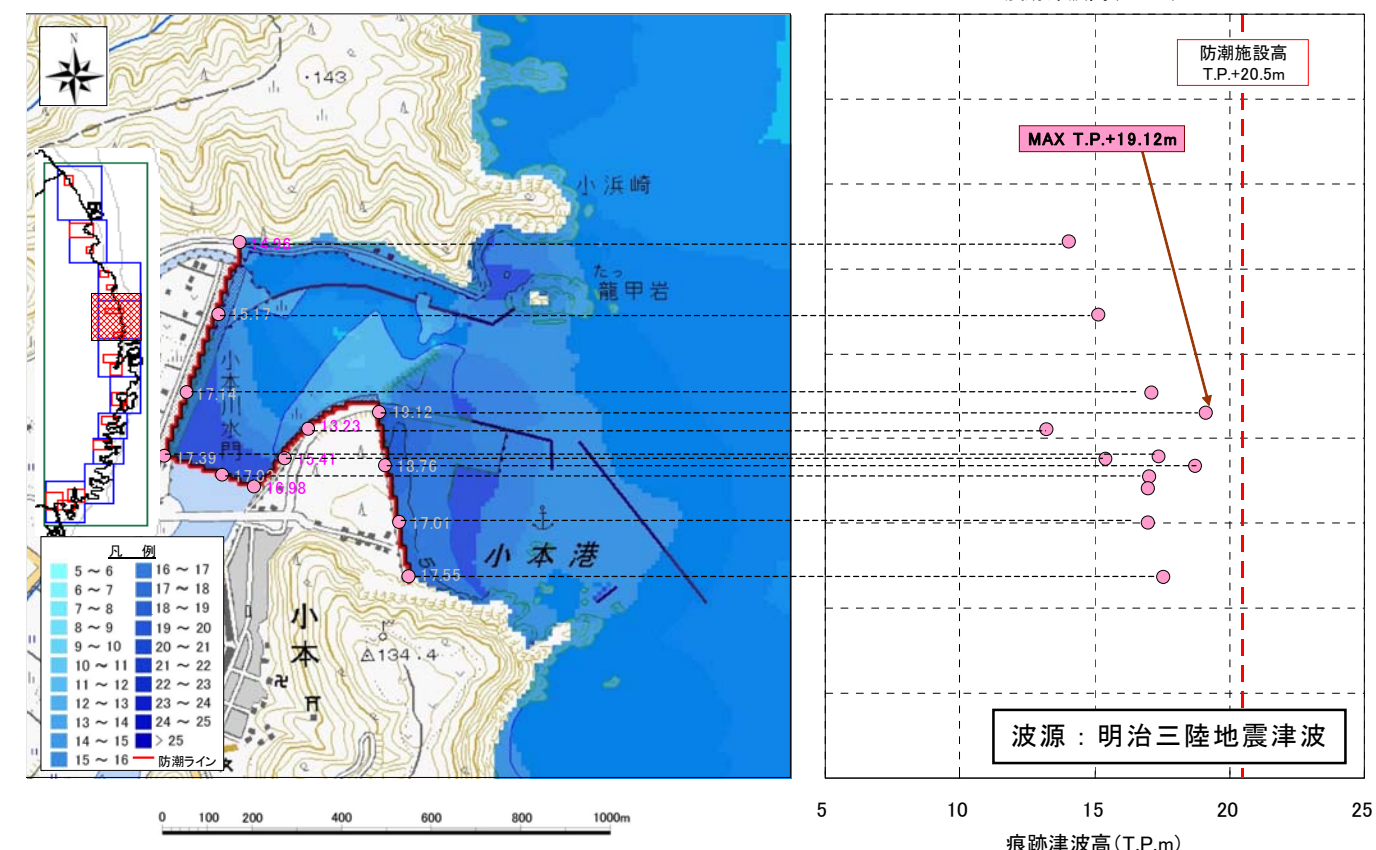 N
・143
小浜崎
たっ
龍甲岩
15.17
17.14
小本川水門
19.12
13.23
17.39
15.41
18.76
16.98
17.01
小本港
17.55
小本
134.4
凡 例
5 ~ 6
6 ~ 7
7 ~ 8
8 ~ 9
9 ~ 10
10 ~ 11
11 ~ 12
12 ~ 13
13 ~ 14
14 ~ 15
15 ~ 16
16 ~ 17
17 ~ 18
18 ~ 19
19 ~ 20
20 ~ 21
21 ~ 22
22 ~ 23
23 ~ 24
24 ~ 25
> 25
防潮ライン
0 100 200 400 600 800 1000m
防潮施設高
T.P.+20.5m
MAX T.P.+19.12m
波源：明治三陸地震津波
5 10 15 20 25
痕跡津波高(T.P.m)